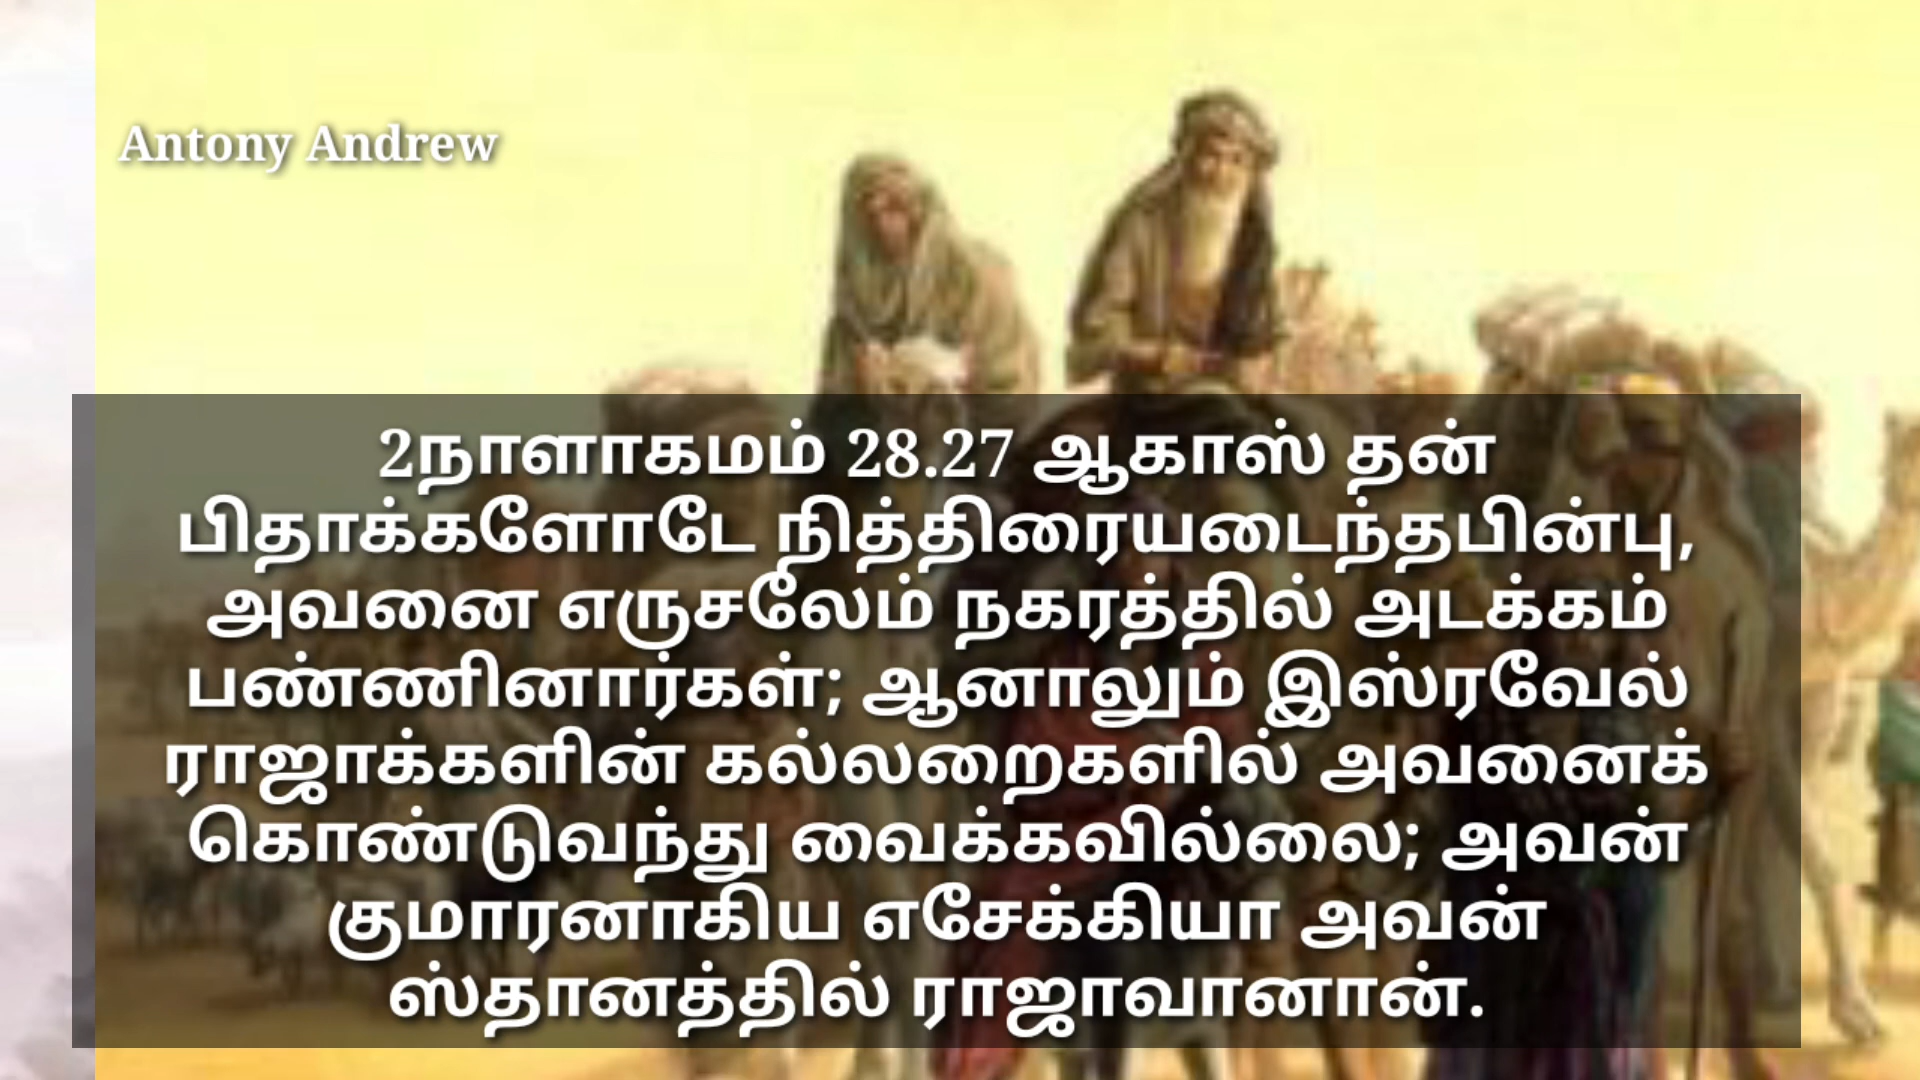 Antony Andrew
2நாளாகமம் 28.27 ஆகாஸ் தன்
பிதாக்களோடே நித்திரையடைந்தபின்பு,
அவனை எருசலேம் நகரத்தில் அடக்கம்
பண்ணினார்கள்; ஆனாலும் இஸ்ரவேல்
ராஜாக்களின் கல்லறைகளில் அவனைக்
கொண்டுவந்து வைக்கவில்லை; அவன்
குமாரனாகிய எசேக்கியா அவன்
ஸ்தானத்தில் ராஜாவானான்.